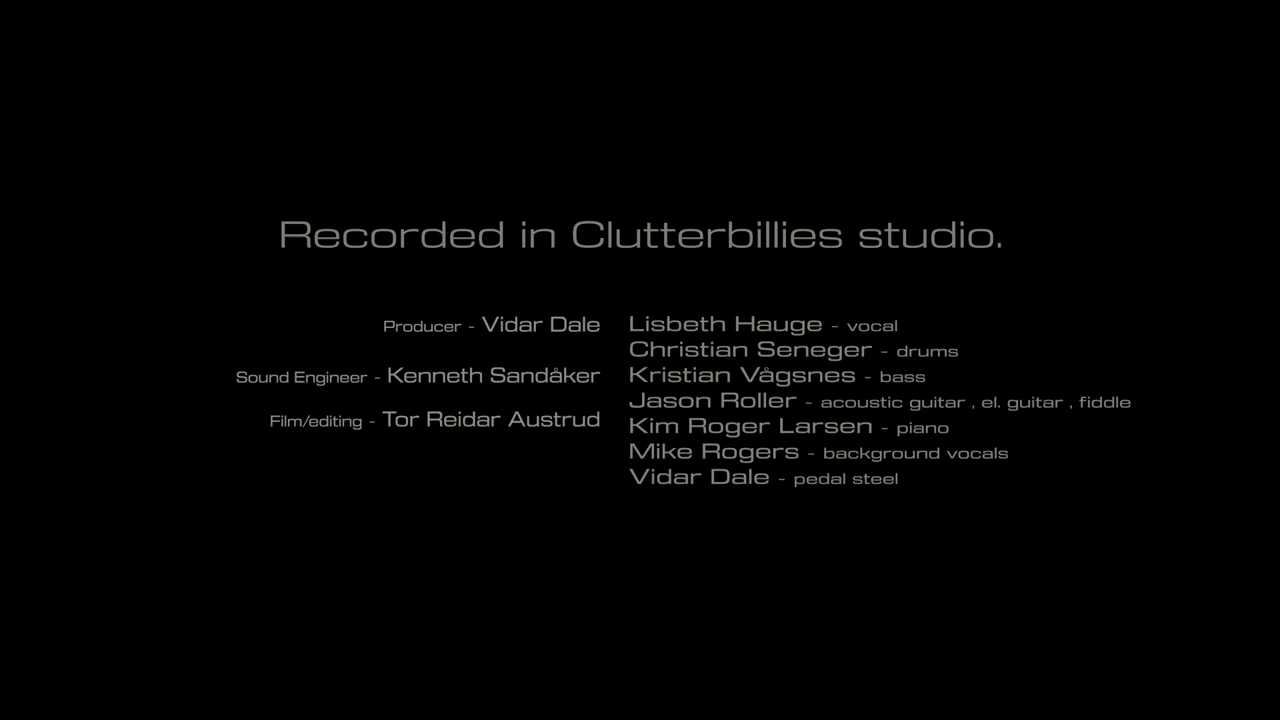 Recorded in Clutterbillies studio.
Producer - Vidar Dale
Sound Engineer - Kenneth Sandåker
Film/editing - Tor Reidar Austrud
Lisbeth Hauge - vocal
Christian Seneger - drums
Kristian Vågsnes - bass
Jason Roller - acoustic guitar , el. guitar , fiddle
Kim Roger Larsen - piano
Mike Rogers - background vocals
Vidar Dale - pedal steel